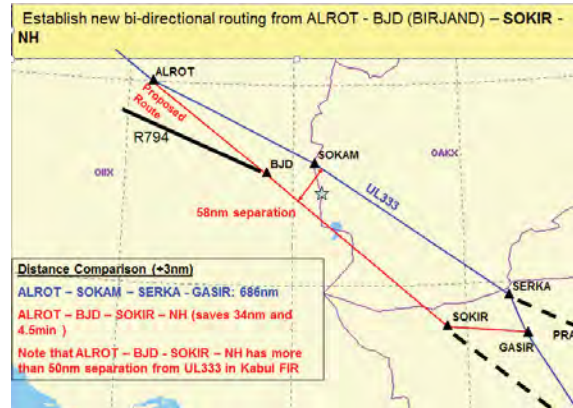 Establish new bi-directional routing from ALROT - BJD (BIRJAND) – SOKIR -
NH
ALROT
Proposed
Route
R794
BJD
SOKAM
OAKX
OIIX
UL333
58nm separation
Distance Comparison (+3nm)
ALROT – SOKAM – SERKA - GASIR: 686nm
ALROT – BJD – SOKIR – NH (saves 34nm and
4.5min )
Note that ALROT – BJD - SOKIR – NH has more
than 50nm separation from UL333 in Kabul FIR
SERKA
SOKIR
PRA
GASIR